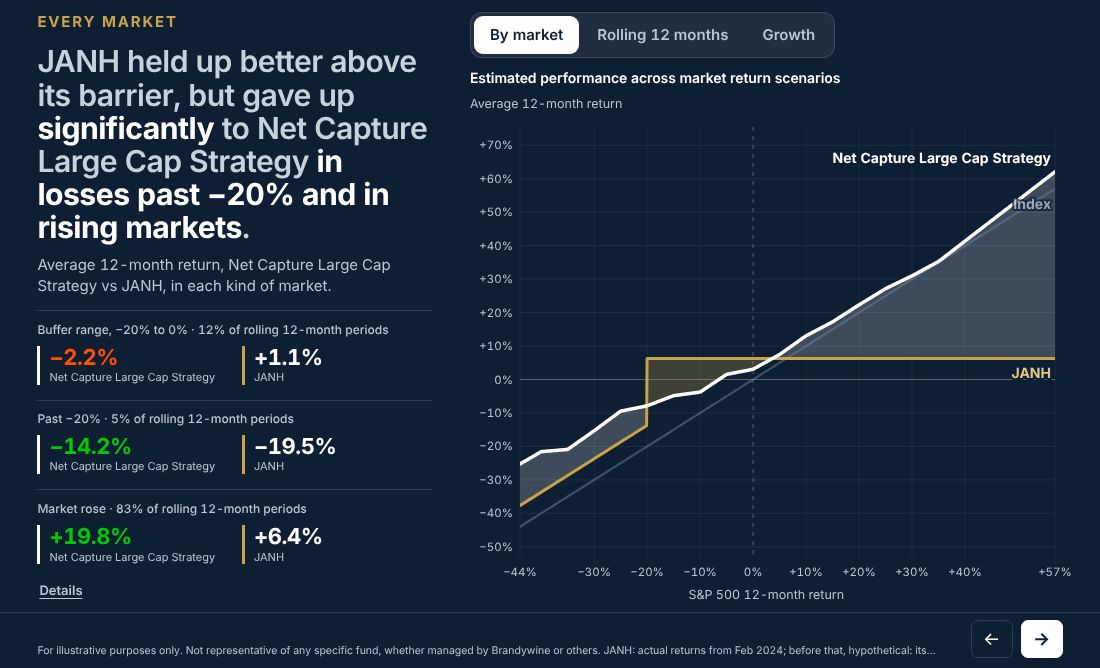 EVERY MARKET
JANH held up better above
its barrier, but gave up
significantly to Net Capture
Large Cap Strategy in
losses past −20% and in
rising markets.
Average 12-month return, Net Capture Large Cap
Strategy vs JANH, in each kind of market.
Buffer range, −20% to 0% · 12% of rolling 12-month periods
−2.2%
Net Capture Large Cap Strategy
+1.1%
JANH
Past −20% · 5% of rolling 12-month periods
−14.2%
Net Capture Large Cap Strategy
−19.5%
JANH
Market rose · 83% of rolling 12-month periods
+19.8%
Net Capture Large Cap Strategy
+6.4%
JANH
Details
By market
Rolling 12 months
Growth
Estimated performance across market return scenarios
Average 12-month return
+70%
+60%
+50%
+40%
+30%
+20%
+10%
0%
−10%
−20%
−30%
−40%
−50%
Net Capture Large Cap Strategy
Index
JANH
−44%
−30%
−20%
−10%
0%
+10%
+20%
+30%
+40%
+57%
S&P 500 12-month return
For illustrative purposes only. Not representative of any specific fund, whether managed by Brandywine or others. JANH: actual returns from Feb 2024; before that, hypothetical: its…
← →